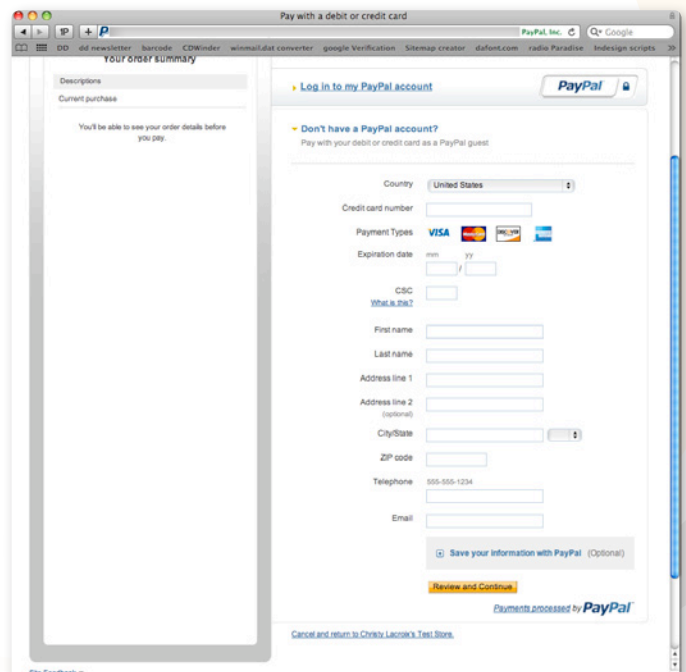 Pay with a debit or credit card
1P + P PayPal, Inc. Google
DD dd newsletter barcode CDWinder winmail.dat converter google Verification Sitemap creator dafont.com radio Paradise Indesign scripts
Your order summary
Descriptions
Current purchase
You'll be able to see your order details before
you pay.
Log in to my PayPal account
PayPal
Don't have a PayPal account?
Pay with your debit or credit card as a PayPal guest
Country United States
Credit card number
Payment Types VISA MasterCard DISCOVER
Expiration date mm yy
/
CSC
What is this?
First name
Last name
Address line 1
Address line 2
(optional)
City/State
ZIP code
Telephone 555-555-1234
Email
Save your information with PayPal (Optional)
Review and Continue
Payments processed by PayPal
Cancel and return to Christy Lacroix's Test Store.
Site Feedback